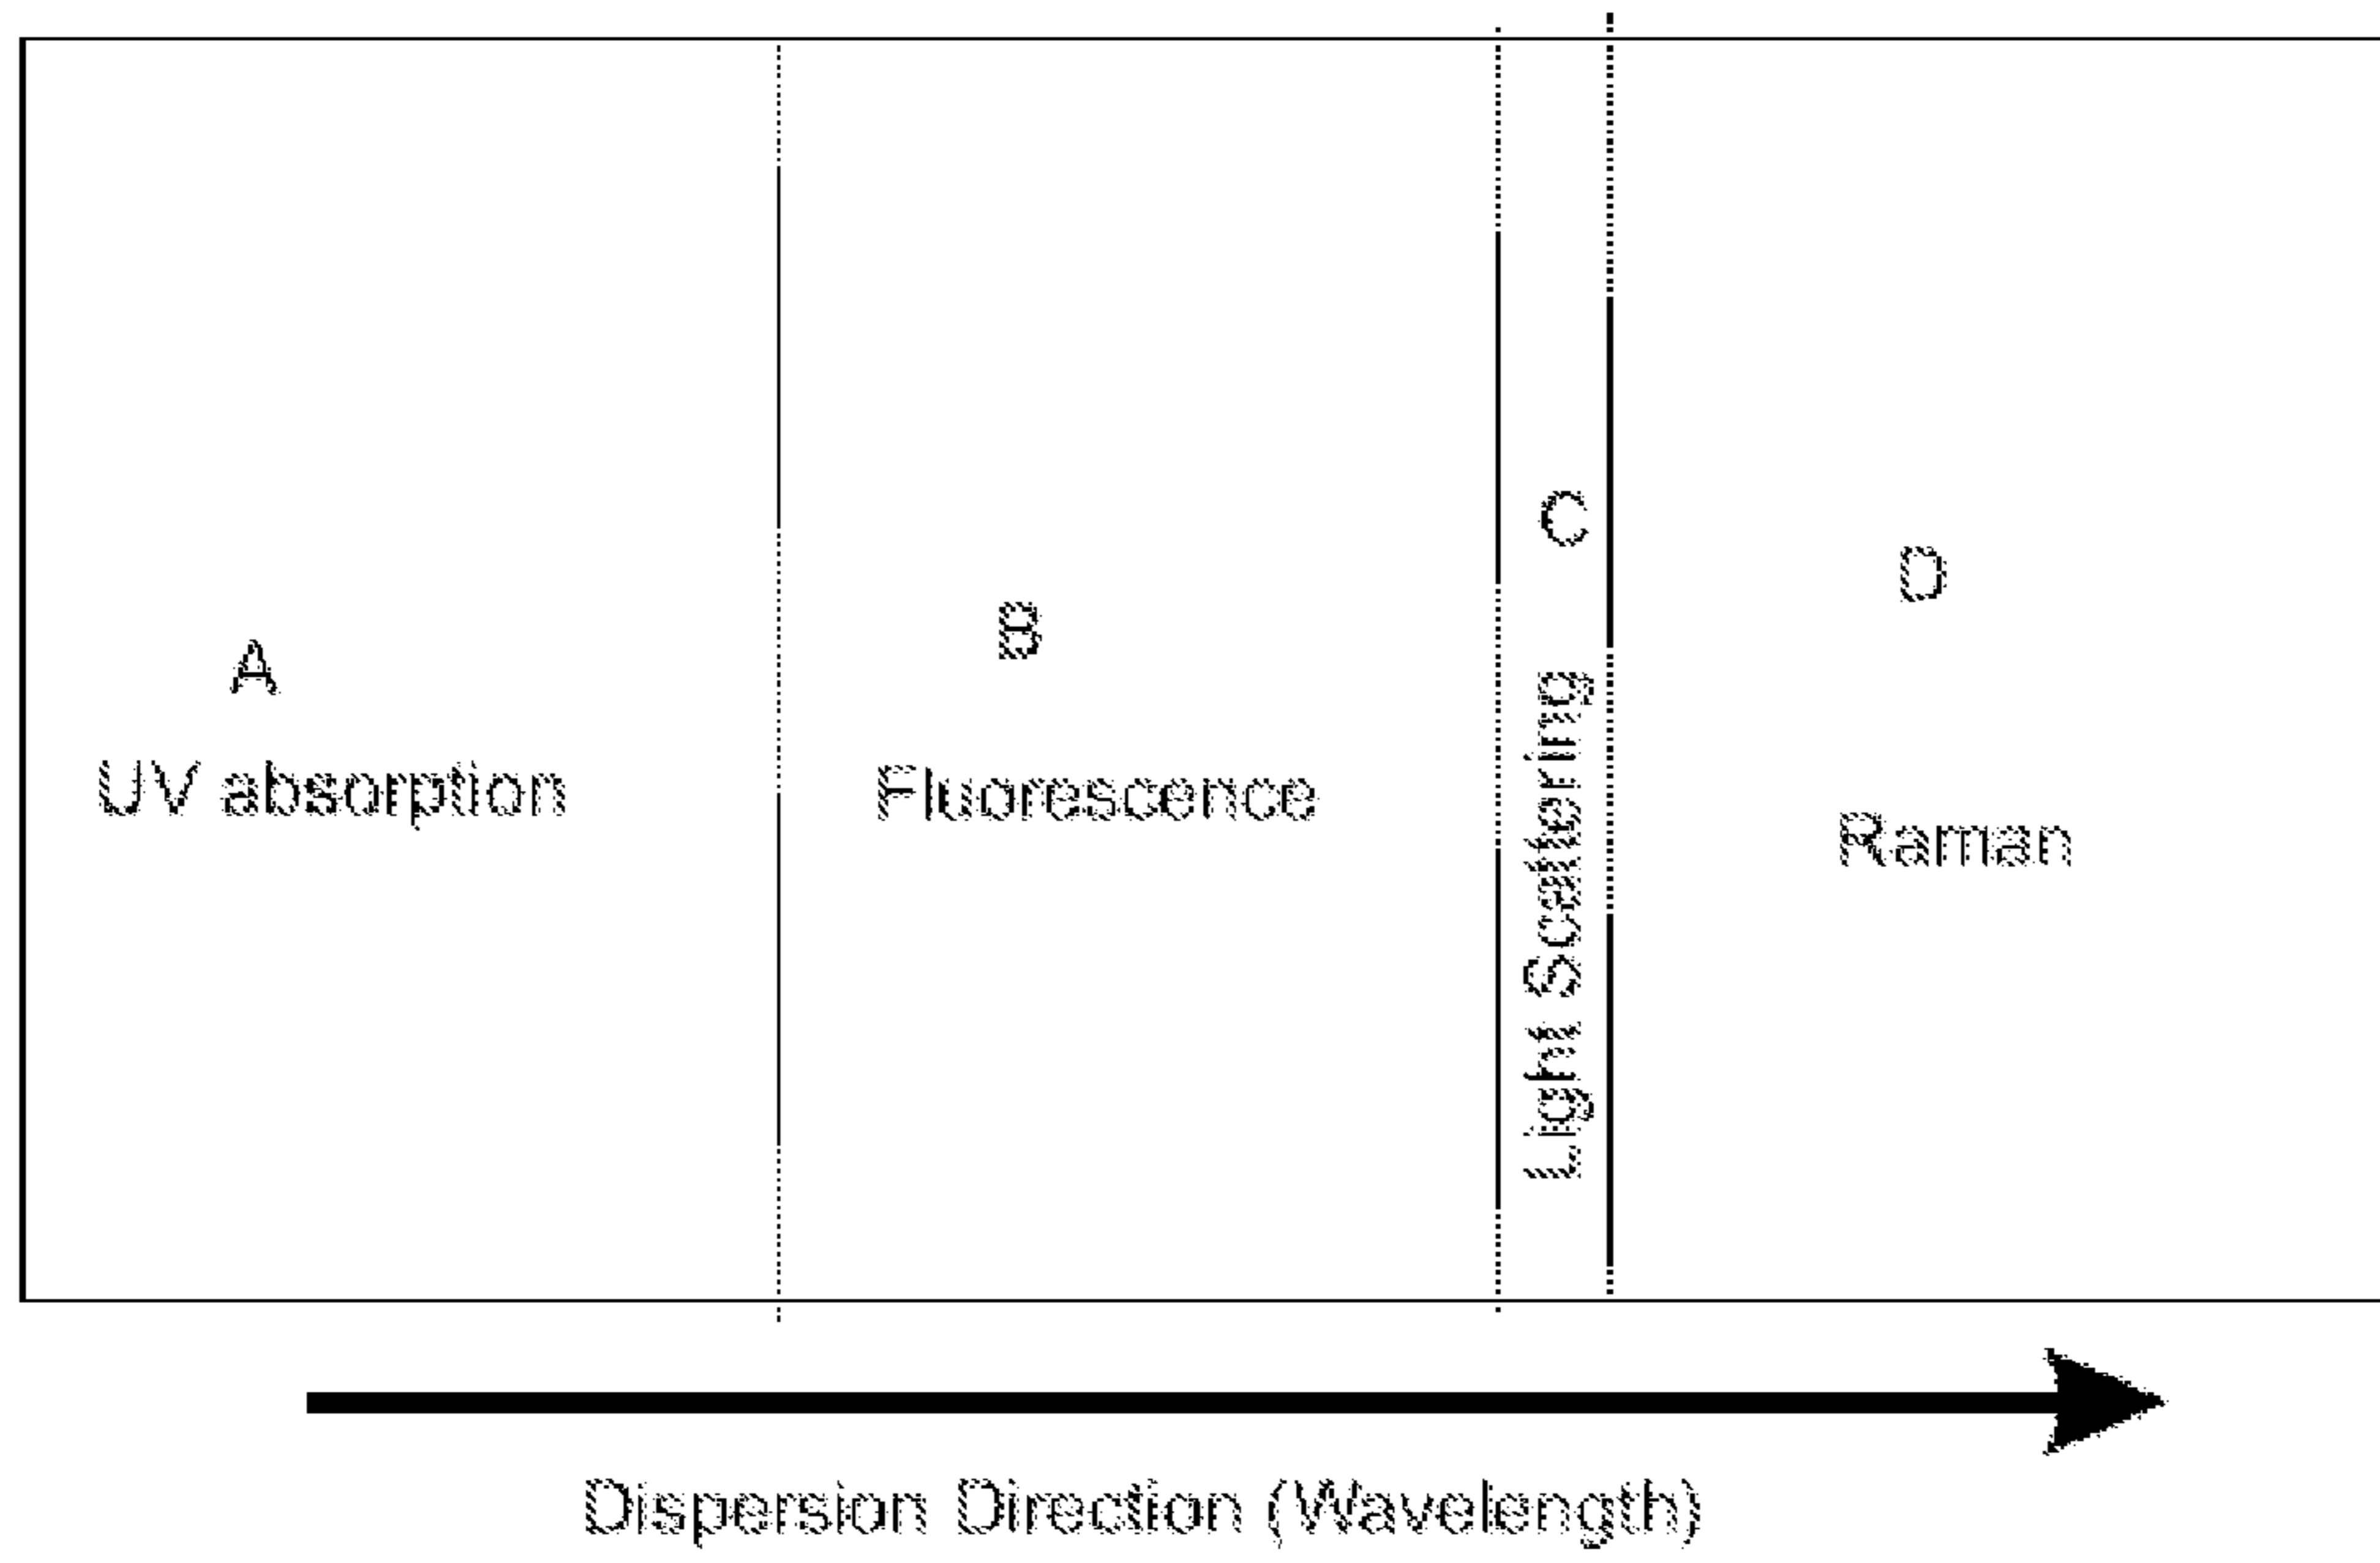 A
UV absorption
B
Fluorescence
C
Light Scattering
D
Raman
Dispersion Direction (Wavelength)